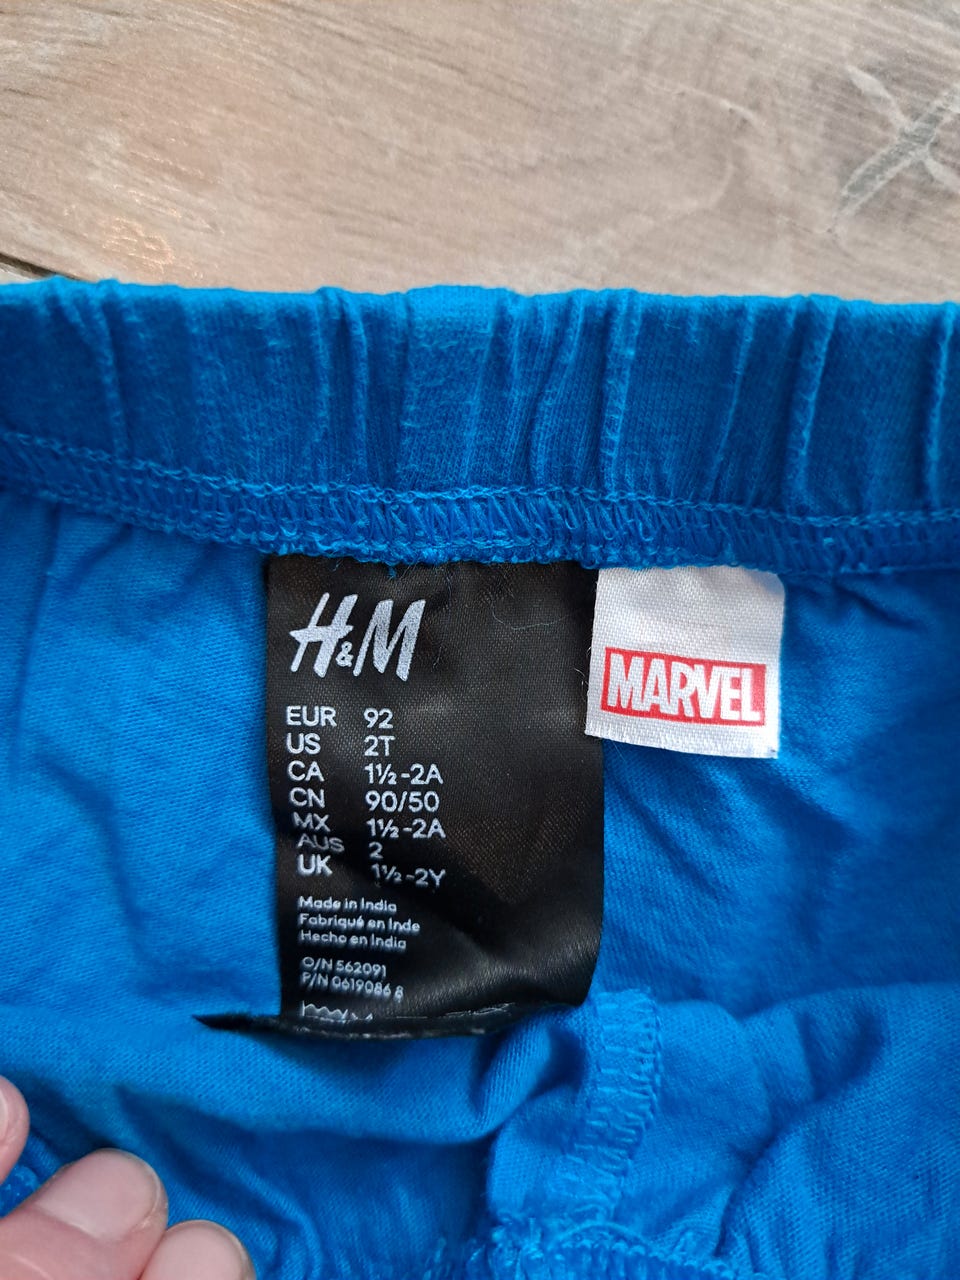 H&M
EUR 92
US 2T
CA 1½-2A
CN 90/50
MX 1½-2A
AUS 2
UK 1½-2Y
Made in India
Fabriqué en Inde
Hecho en India
O/N 562091
P/N 0619086 8
MARVEL